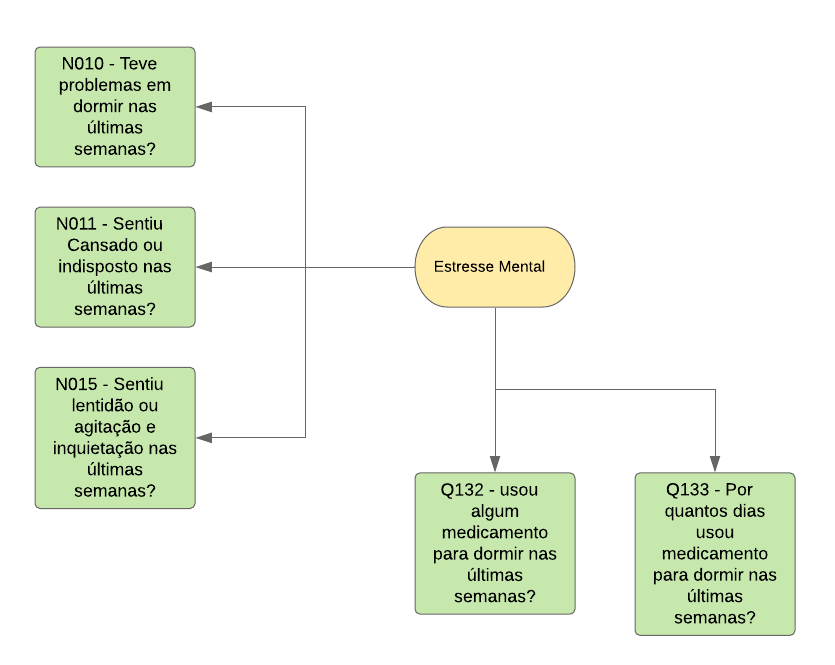 N010 - Teve
problemas em
dormir nas
últimas
semanas?
N011 - Sentiu
Cansado ou
indisposto nas
últimas
semanas?
N015 - Sentiu
lentidão ou
agitação e
inquietação nas
últimas
semanas?
Estresse Mental
Q132 - usou
algum
medicamento
para dormir nas
últimas
semanas?
Q133 - Por
quantos dias
usou
medicamento
para dormir nas
últimas
semanas?